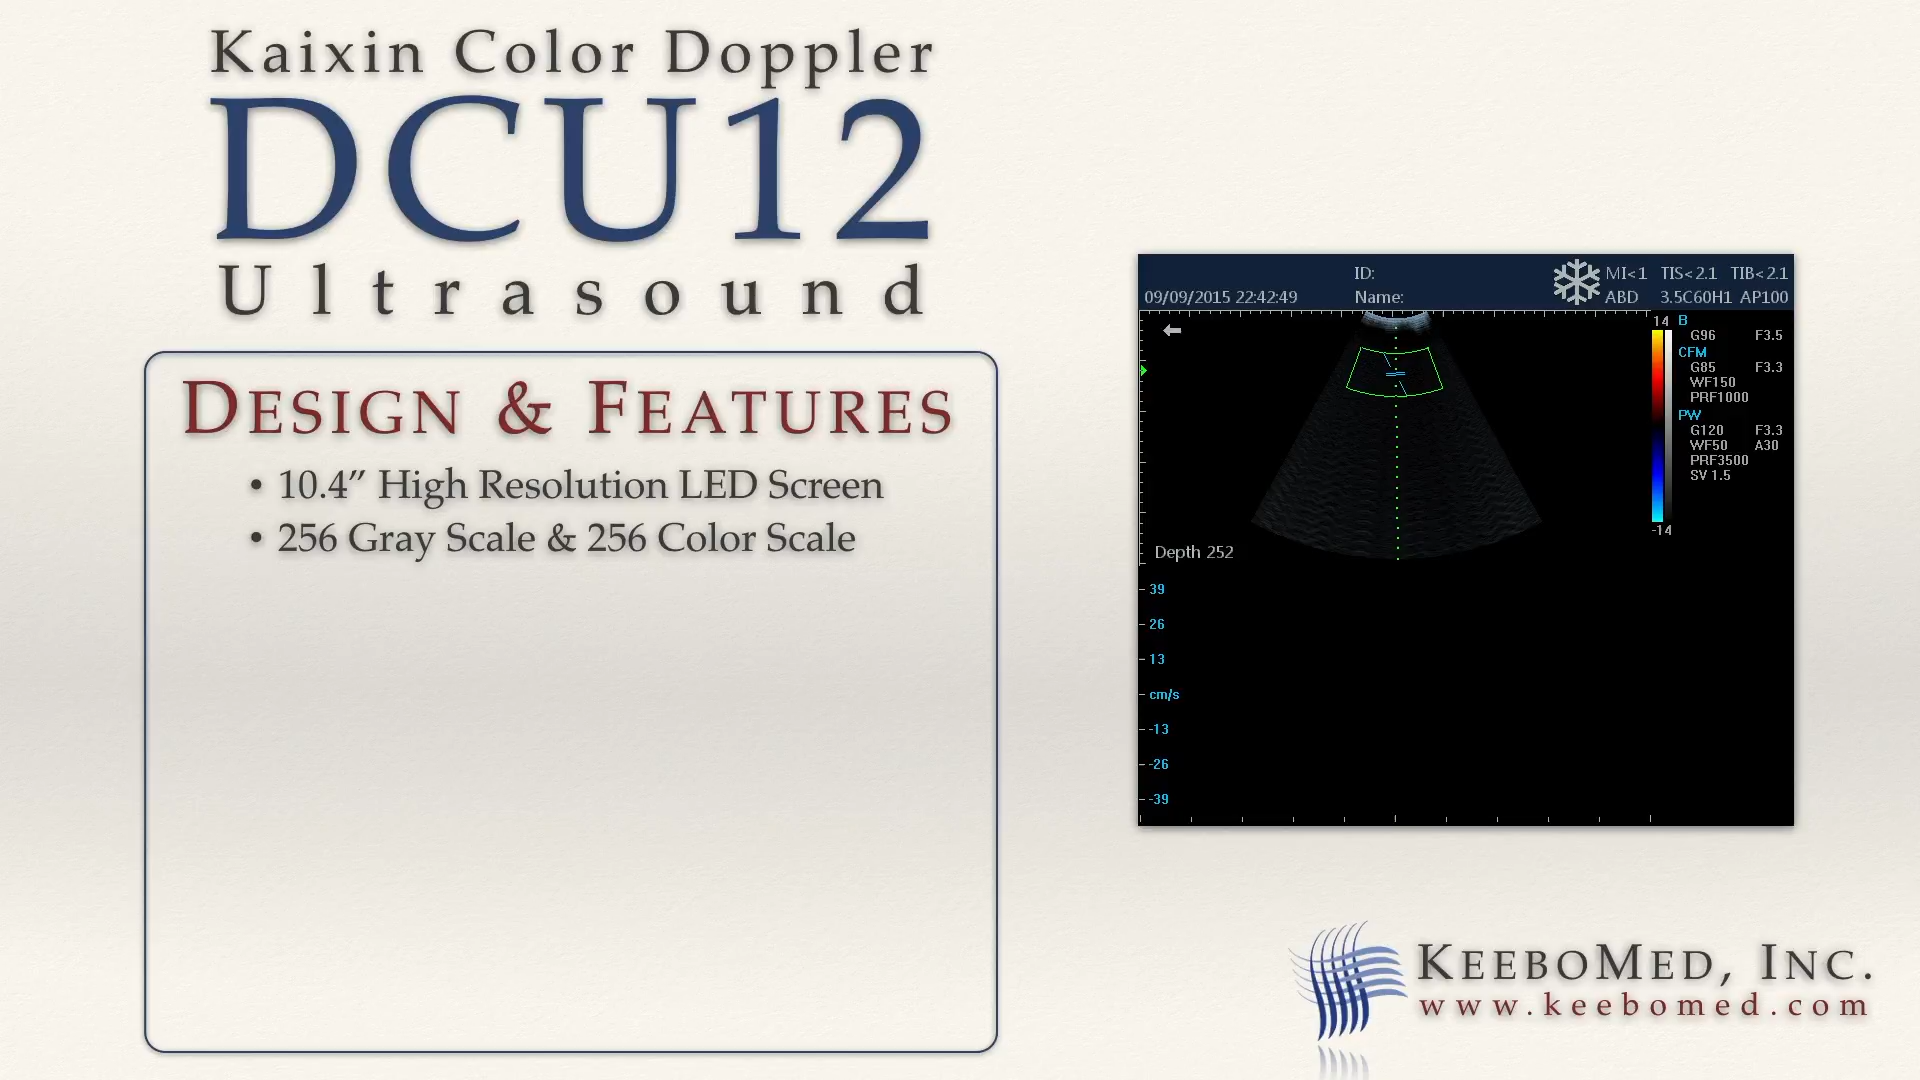 Kaixin Color Doppler
DCU12
Ultrasound
DESIGN & FEATURES
• 10.4” High Resolution LED Screen
• 256 Gray Scale & 256 Color Scale
ID:
MI<1 TIS<2.1 TIB<2.1
09/09/2015 22:42:49 Name:
ABD 3.5C60H1 AP100
14 B
G96 F3.5
CFM
G85 F3.3
WF150
PRF1000
PW
G120 F3.3
WF50 A30
PRF3500
SV 1.5
-14
Depth 252
39
26
13
cm/s
-13
-26
-39
KEEBOMED, INC.
www.keebomed.com